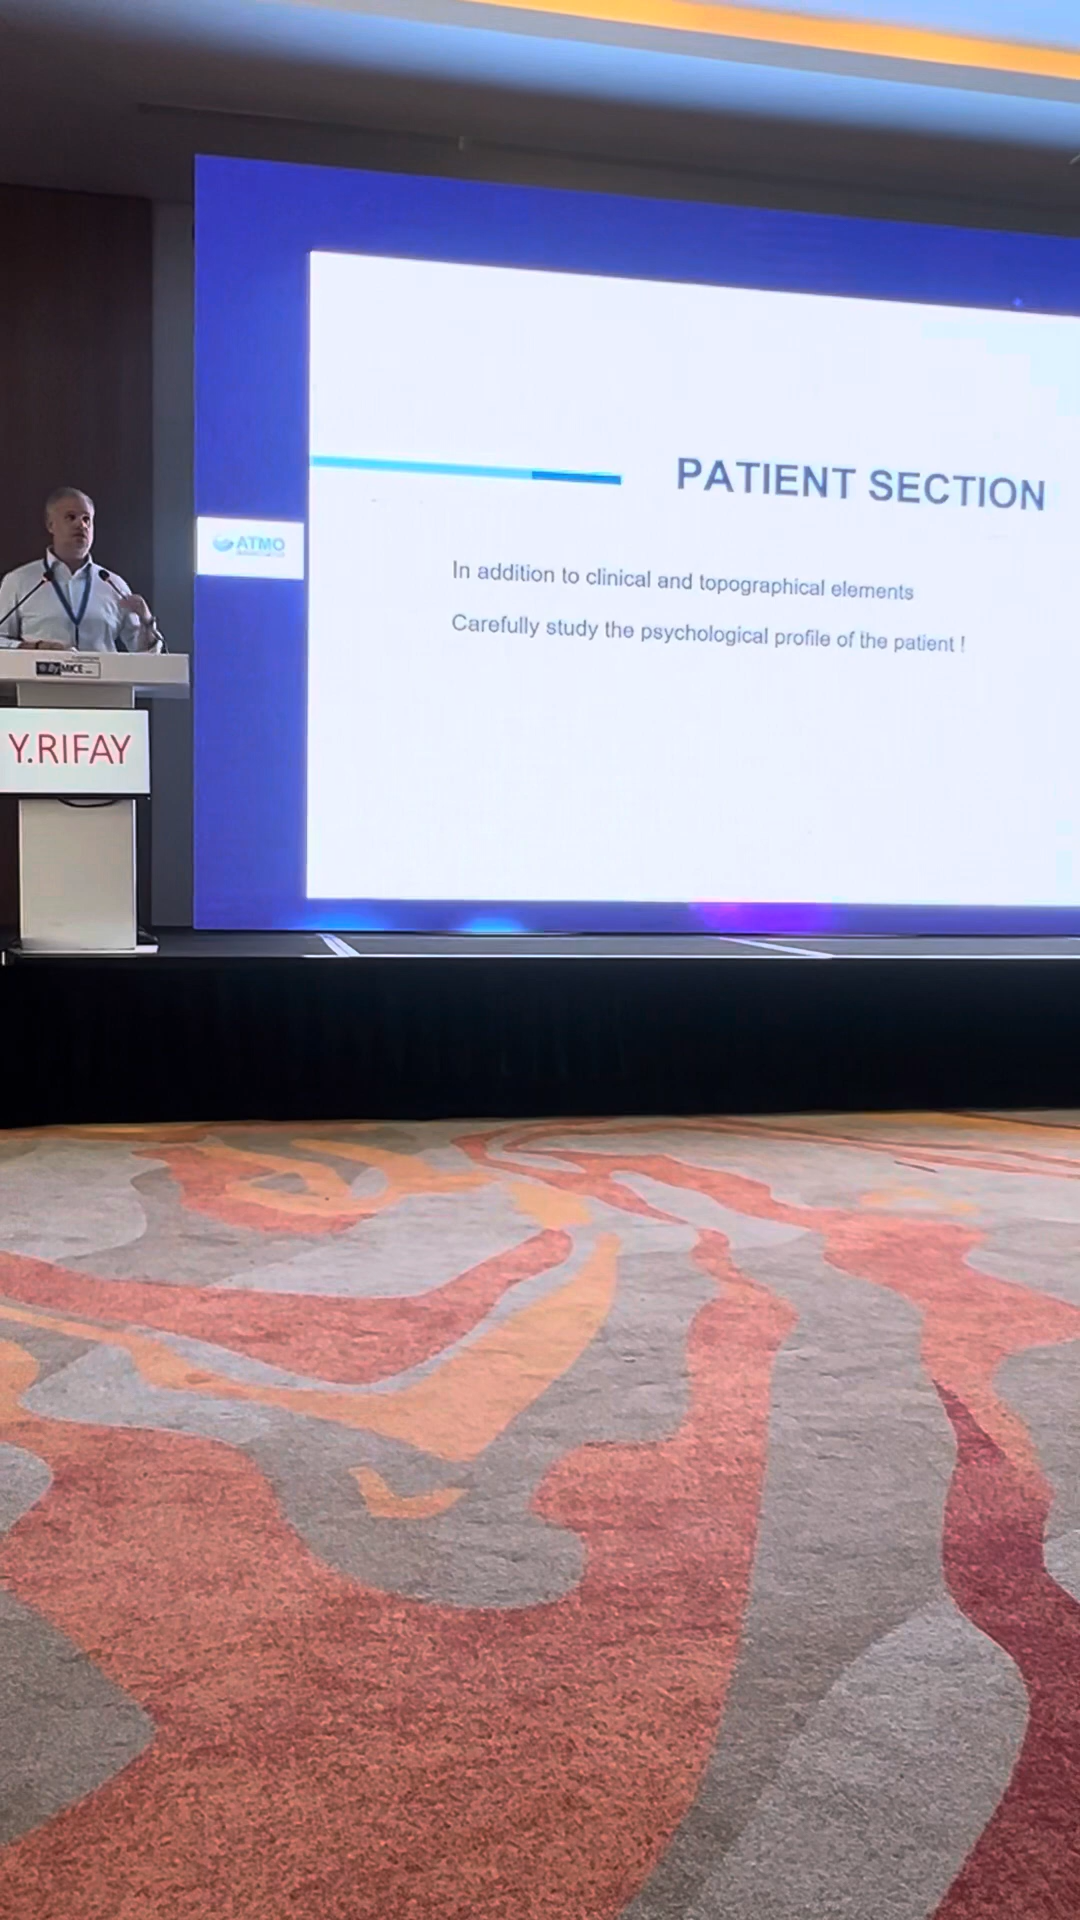 PATIENT SECTION
ATMO
In addition to clinical and topographical elements
Carefully study the psychological profile of the patient !
MICE
Y.RIFAY